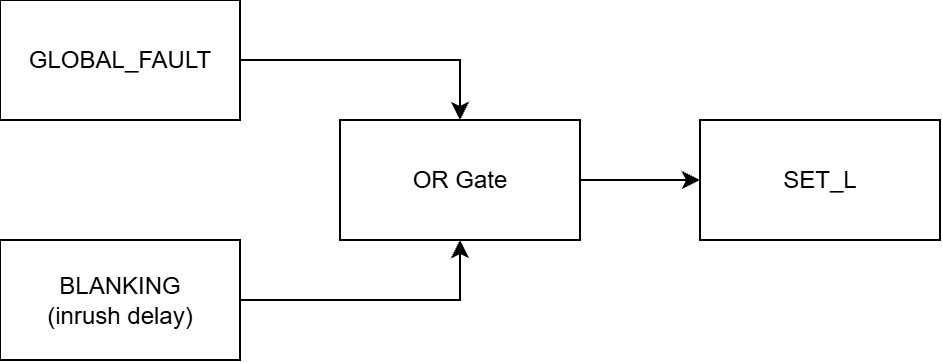 GLOBAL_FAULT
OR Gate
SET_L
BLANKING
(inrush delay)